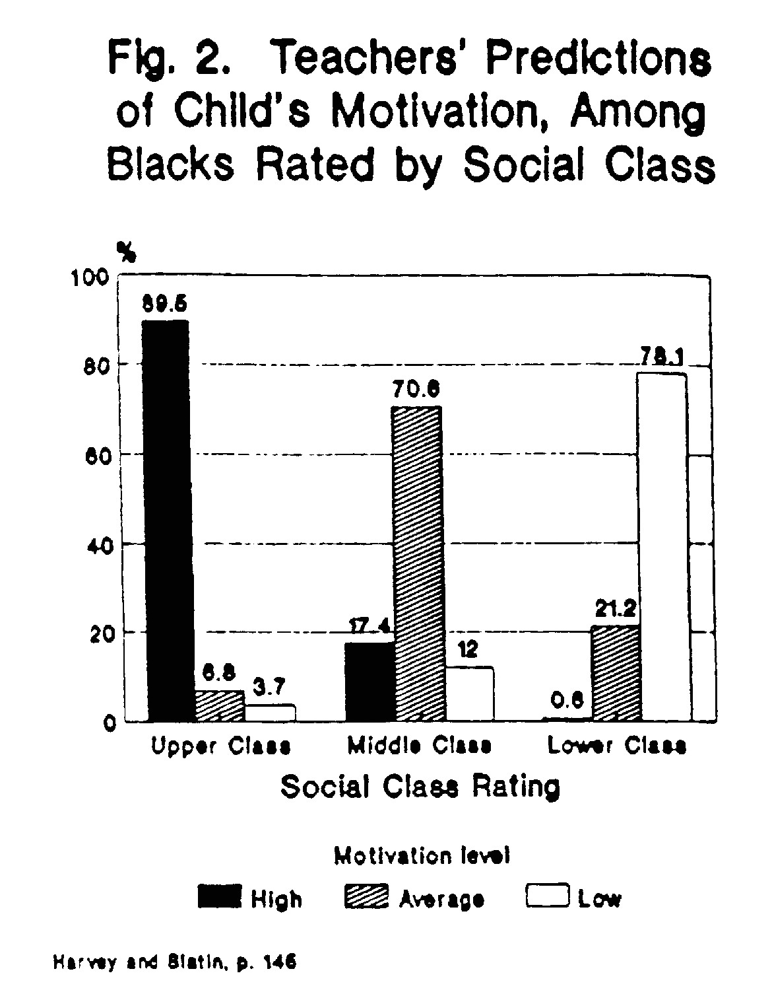 Fig. 2. Teachers' Predictions
of Child's Motivation, Among
Blacks Rated by Social Class
%
100
80
60
40
20
0
89.5
6.8
3.7
17.4
70.6
12
0.6
21.2
78.1
Upper Class
Middle Class
Lower Class
Social Class Rating
Motivation level
High
Average
Low
Harvey and Slatin, p. 146